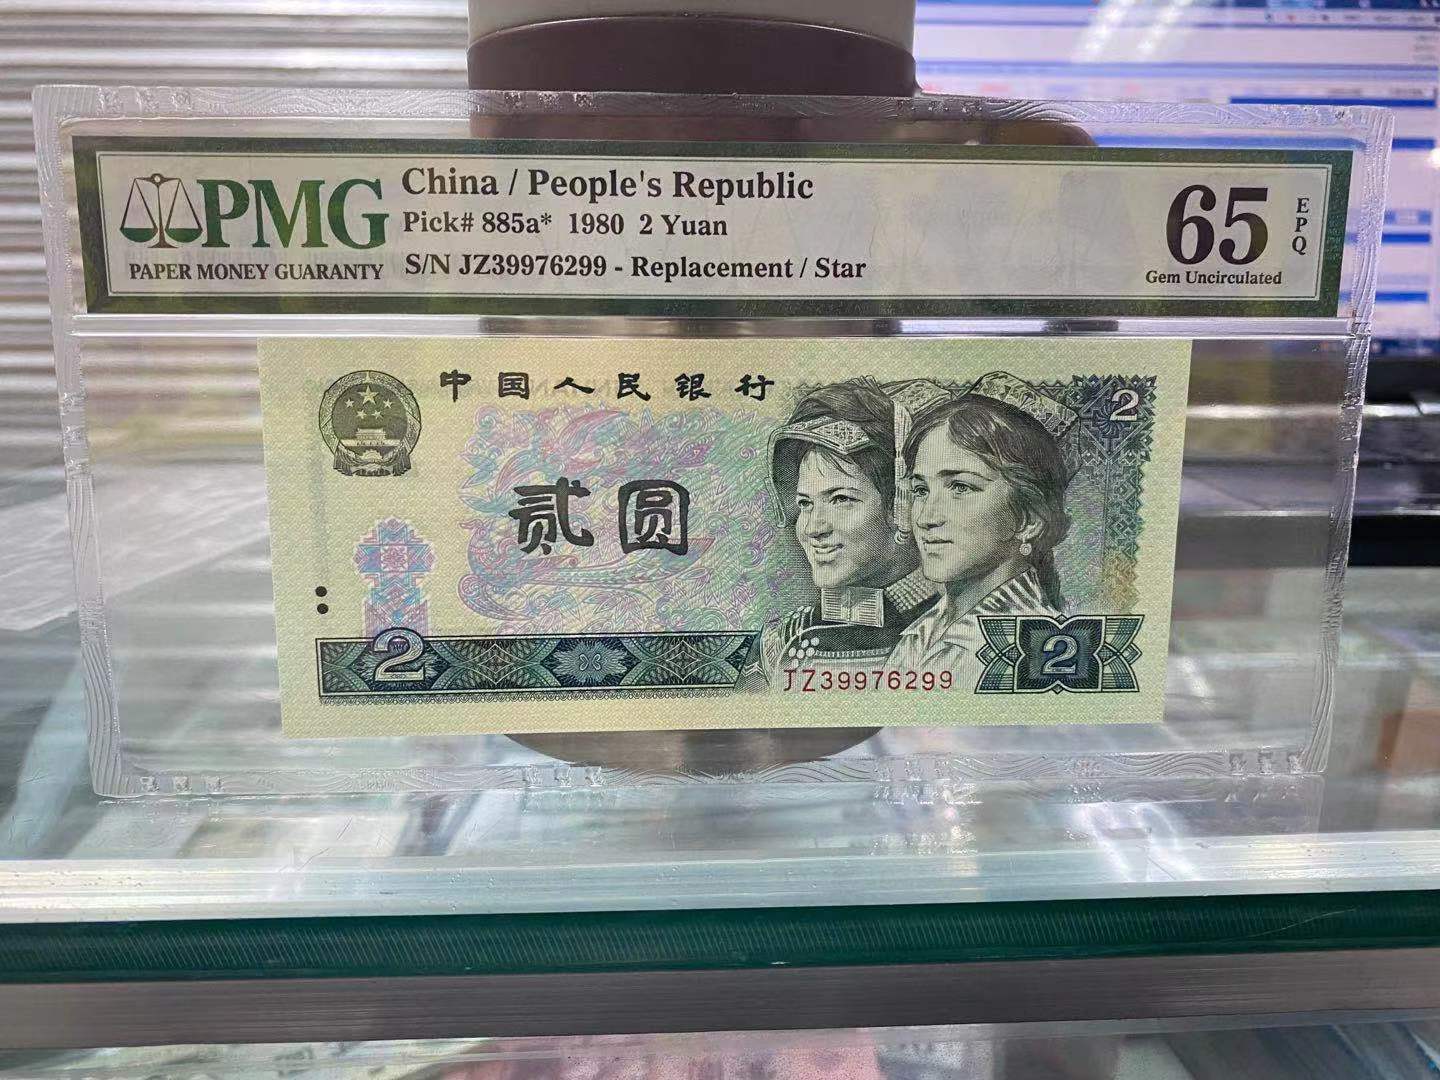 PMG
PAPER MONEY GUARANTY
China / People's Republic
Pick# 885a* 1980 2 Yuan
S/N JZ39976299 - Replacement / Star
65
EPQ
Gem Uncirculated
中国人民银行
2
贰圆
2
JZ39976299
2